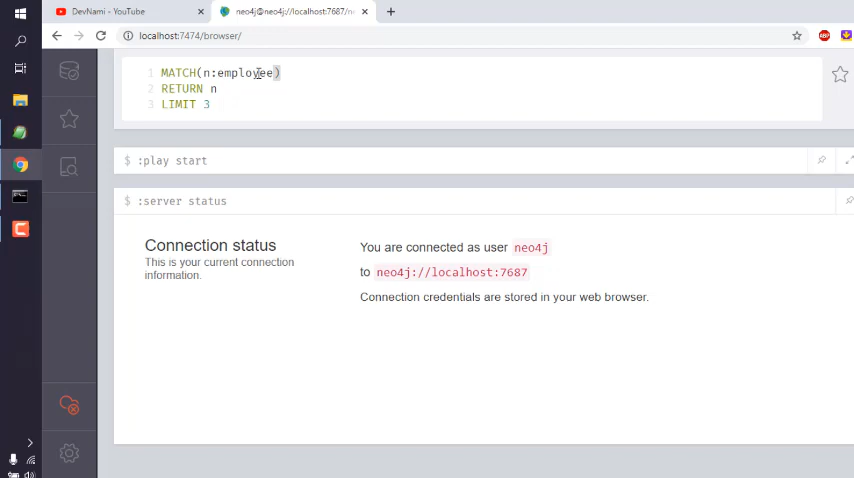 DevNami - YouTube
neo4j@neo4j://localhost:7687/ne
localhost:7474/browser/
1 MATCH(n:employee)
2 RETURN n
3 LIMIT 3
$ :play start
$ :server status
Connection status
This is your current connection
information.
You are connected as user neo4j
to neo4j://localhost:7687
Connection credentials are stored in your web browser.